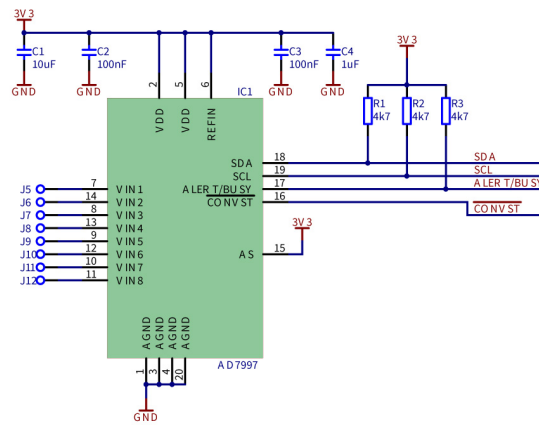 3V3
3V3
C1
10uF
C2
100nF
C3
100nF
C4
1uF
GND
GND
GND
GND
R1
4k7
R2
4k7
R3
4k7
IC1
2
5
6
VDD
VDD
REFIN
SDA
18
SDA
SCL
19
SCL
ALERT/BUSY
17
ALERT/BUSY
CONVST
16
CONVST
J5
7
VIN1
J6
14
VIN2
J7
8
VIN3
J8
13
VIN4
J9
9
VIN5
J10
12
VIN6
J11
10
VIN7
J12
11
VIN8
3V3
AS
15
AGND
AGND
AGND
AGND
1
3
4
20
AD7997
GND